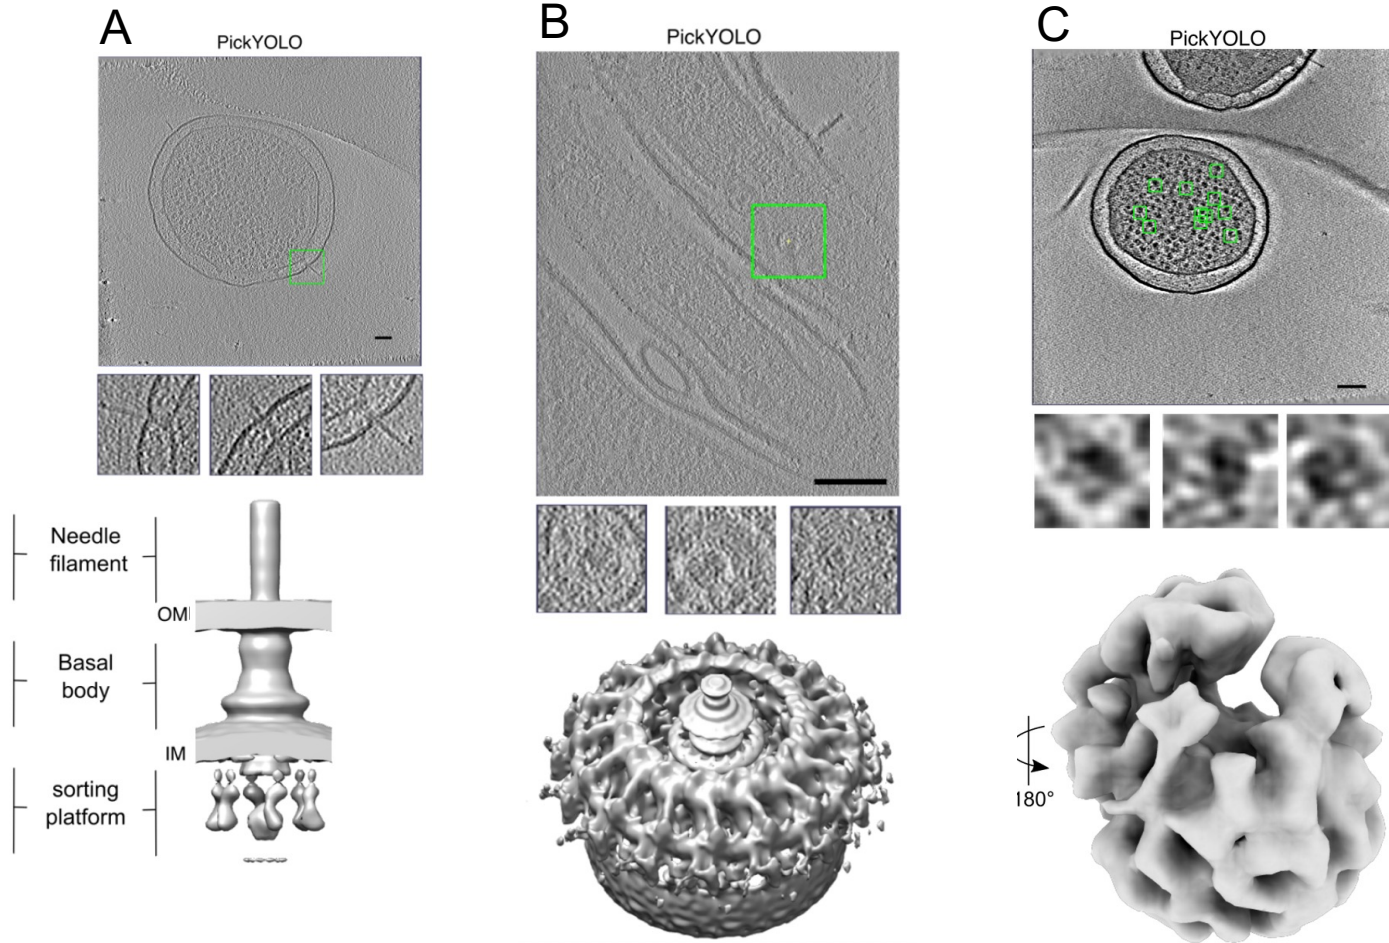 A
PickYOLO
B
PickYOLO
C
PickYOLO
Needle
filament
OM
Basal
body
IM
sorting
platform
180°